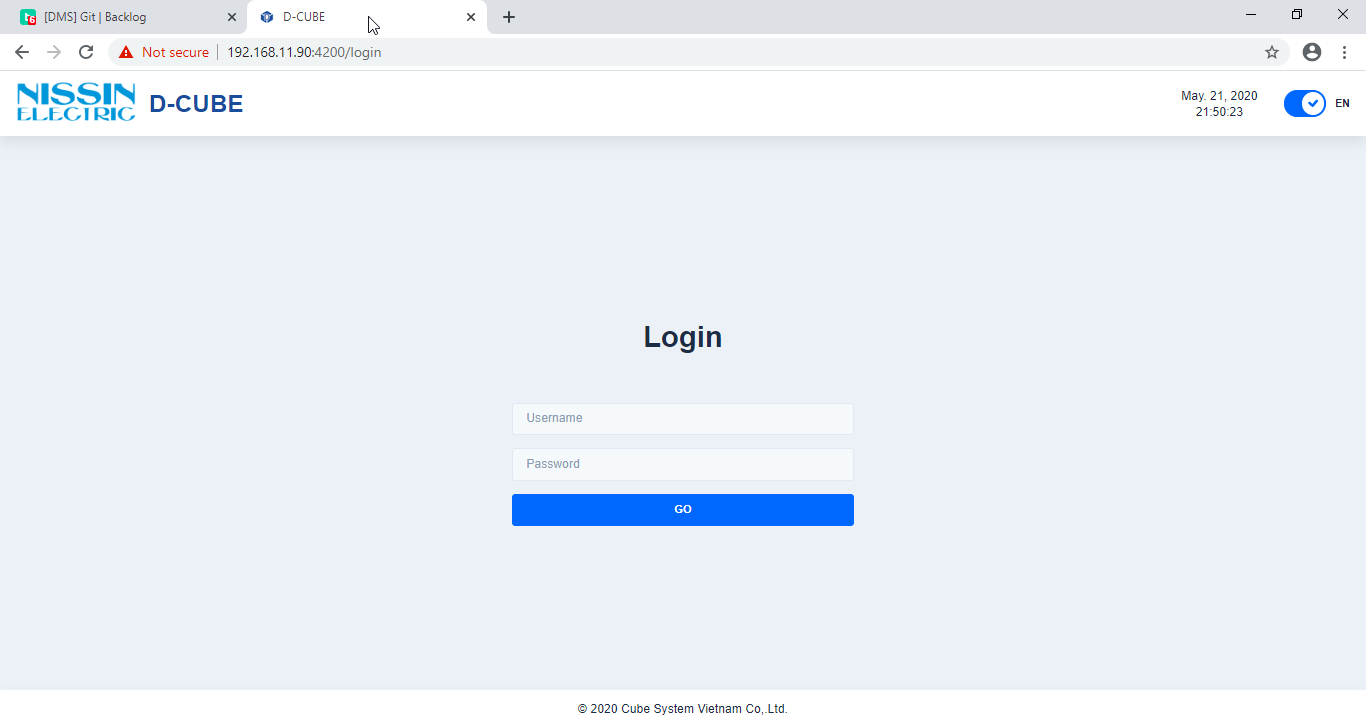 [DMS] Git | Backlog
D-CUBE
Not secure
192.168.11.90:4200/login
NISSIN
ELECTRIC
D-CUBE
May. 21, 2020
21:50:23
EN
Login
Username
Password
GO
© 2020 Cube System Vietnam Co,.Ltd.